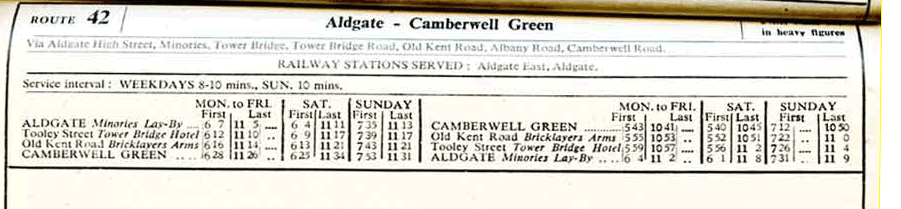 ROUTE 42 Aldgate - Camberwell Green
in heavy figures
Via Aldgate High Street, Minories, Tower Bridge, Tower Bridge Road, Old Kent Road, Albany Road, Camberwell Road.
RAILWAY STATIONS SERVED : Aldgate East, Aldgate.
Service interval : WEEKDAYS 8-10 mins., SUN. 10 mins.
MON. to FRI. SAT. SUNDAY
First Last First Last First Last
ALDGATE Minories Lay-By ... 6 7 11 5 .... 6 4 11 11 7 35 11 13
Tooley Street Tower Bridge Hotel 6 12 11 10 .. 6 9 11 17 7 39 11 17
Old Kent Road Bricklayers Arms 6 16 11 14 .... 6 13 11 21 7 43 11 21
CAMBERWELL GREEN .. .. 6 28 11 26 .. 6 25 11 34 7 53 11 31
MON. to FRI. SAT. SUNDAY
First Last First Last First Last
CAMBERWELL GREEN .......... 5 43 10 41 .... 5 40 10 45 7 12 .... 10 50
Old Kent Road Bricklayers Arms 5 55 10 53 .. 5 52 10 51 7 22 .. 11 0
Tooley Street Tower Bridge Hotel 5 59 10 57 .... 5 56 11 2 7 26 .... 11 4
ALDGATE Minories Lay-By .. .. 6 4 11 2 .. 6 1 11 8 7 31 .. 11 9